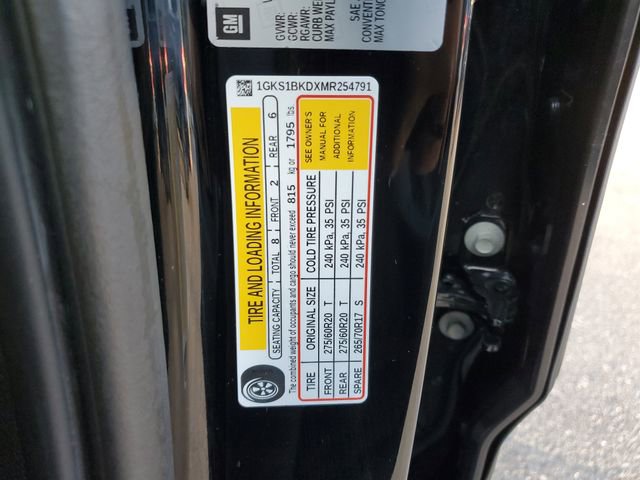 GM
GVWR:
GCWR:
RGAWR:
CURB WE
MAX PAYL
SAE
CONVENTI
MAX TONG
1GKS1BKDXMR254791
TIRE AND LOADING INFORMATION
SEATING CAPACITY TOTAL 8 FRONT 2 REAR 6
The combined weight of occupants and cargo should never exceed 815 kg or 1795 lbs.
TIRE ORIGINAL SIZE COLD TIRE PRESSURE
FRONT 275/60R20 T 240 kPa, 35 PSI
REAR 275/60R20 T 240 kPa, 35 PSI
SPARE 265/70R17 S 240 kPa, 35 PSI
SEE OWNER'S
MANUAL FOR
ADDITIONAL
INFORMATION